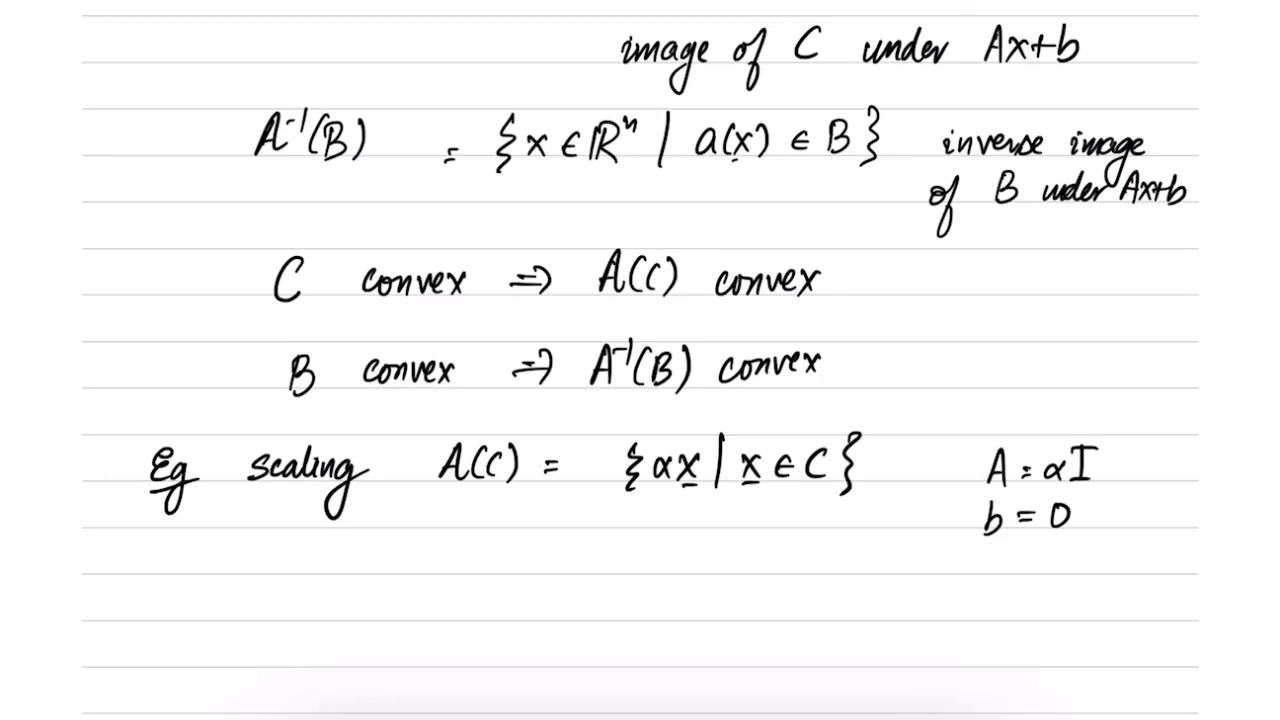 image of C under Ax+b
A⁻¹(B) = {x ∈ ℝⁿ | a(x) ∈ B} inverse image
of B under Ax+b
C convex ⇒ A(C) convex
B convex ⇒ A⁻¹(B) convex
Eg scaling A(C) = {αx | x ∈ C} A = αI
b = 0